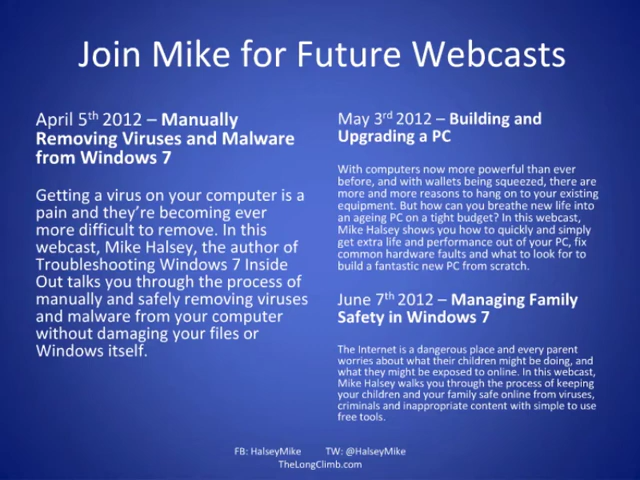 Join Mike for Future Webcasts
April 5th 2012 – Manually
Removing Viruses and Malware
from Windows 7
Getting a virus on your computer is a
pain and they’re becoming ever
more difficult to remove. In this
webcast, Mike Halsey, the author of
Troubleshooting Windows 7 Inside
Out talks you through the process of
manually and safely removing viruses
and malware from your computer
without damaging your files or
Windows itself.
May 3rd 2012 – Building and
Upgrading a PC
With computers now more powerful than ever
before, and with wallets being squeezed, there are
more and more reasons to hang on to your existing
equipment. But how can you breathe new life into
an ageing PC on a tight budget? In this webcast,
Mike Halsey shows you how to quickly and simply
get extra life and performance out of your PC, fix
common hardware faults and what to look for to
build a fantastic new PC from scratch.
June 7th 2012 – Managing Family
Safety in Windows 7
The Internet is a dangerous place and every parent
worries about what their children might be doing, and
what they might be exposed to online. In this webcast,
Mike Halsey walks you through the process of keeping
your children and your family safe online from viruses,
criminals and inappropriate content with simple to use
free tools.
FB: HalseyMike TW: @HalseyMike
TheLongClimb.com